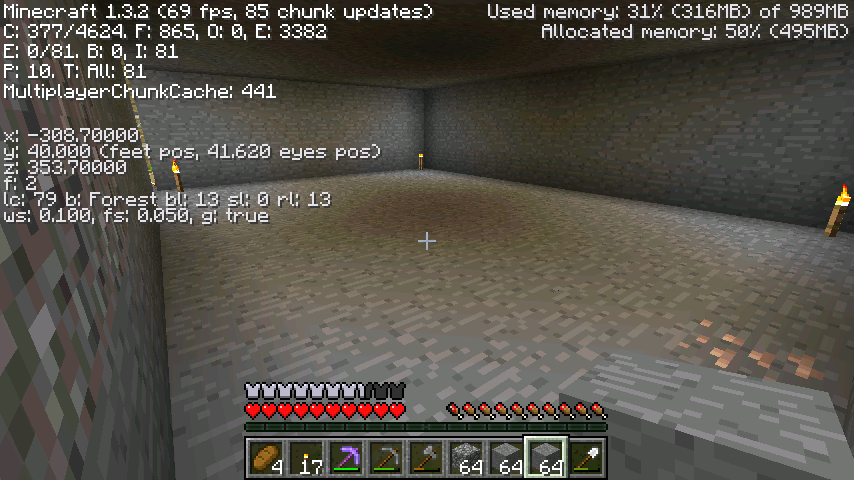 Minecraft 1.3.2 (69 fps, 85 chunk updates)
C: 377/4624. F: 865, O: 0, E: 3382
E: 0/81. B: 0, I: 81
P: 10. T: All: 81
MultiplayerChunkCache: 441
Used memory: 31% (316MB) of 989MB
Allocated memory: 50% (495MB)
x: -308.70000
y: 40.000 (feet pos, 41.620 eyes pos)
z: 353.70000
f: 2
lc: 79 b: Forest bl: 13 sl: 0 rl: 13
ws: 0.100, fs: 0.050, g: true
4 17 64 64 64